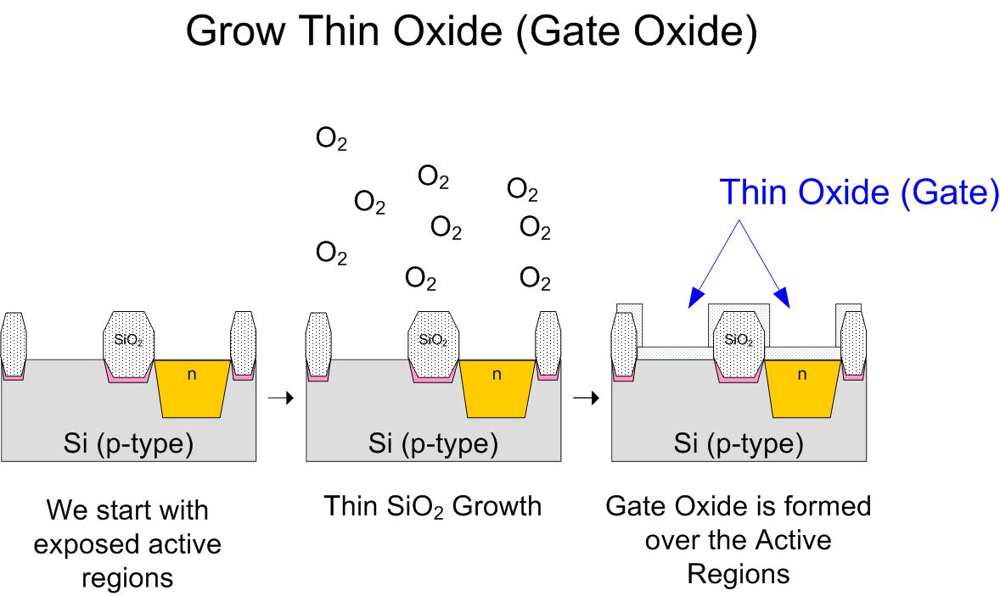 Grow Thin Oxide (Gate Oxide)
O₂
O₂
O₂
O₂
O₂
O₂
O₂
O₂
O₂
Thin Oxide (Gate)
SiO₂
n
Si (p-type)
SiO₂
n
Si (p-type)
SiO₂
n
Si (p-type)
We start with
exposed active
regions
Thin SiO₂ Growth
Gate Oxide is formed
over the Active
Regions